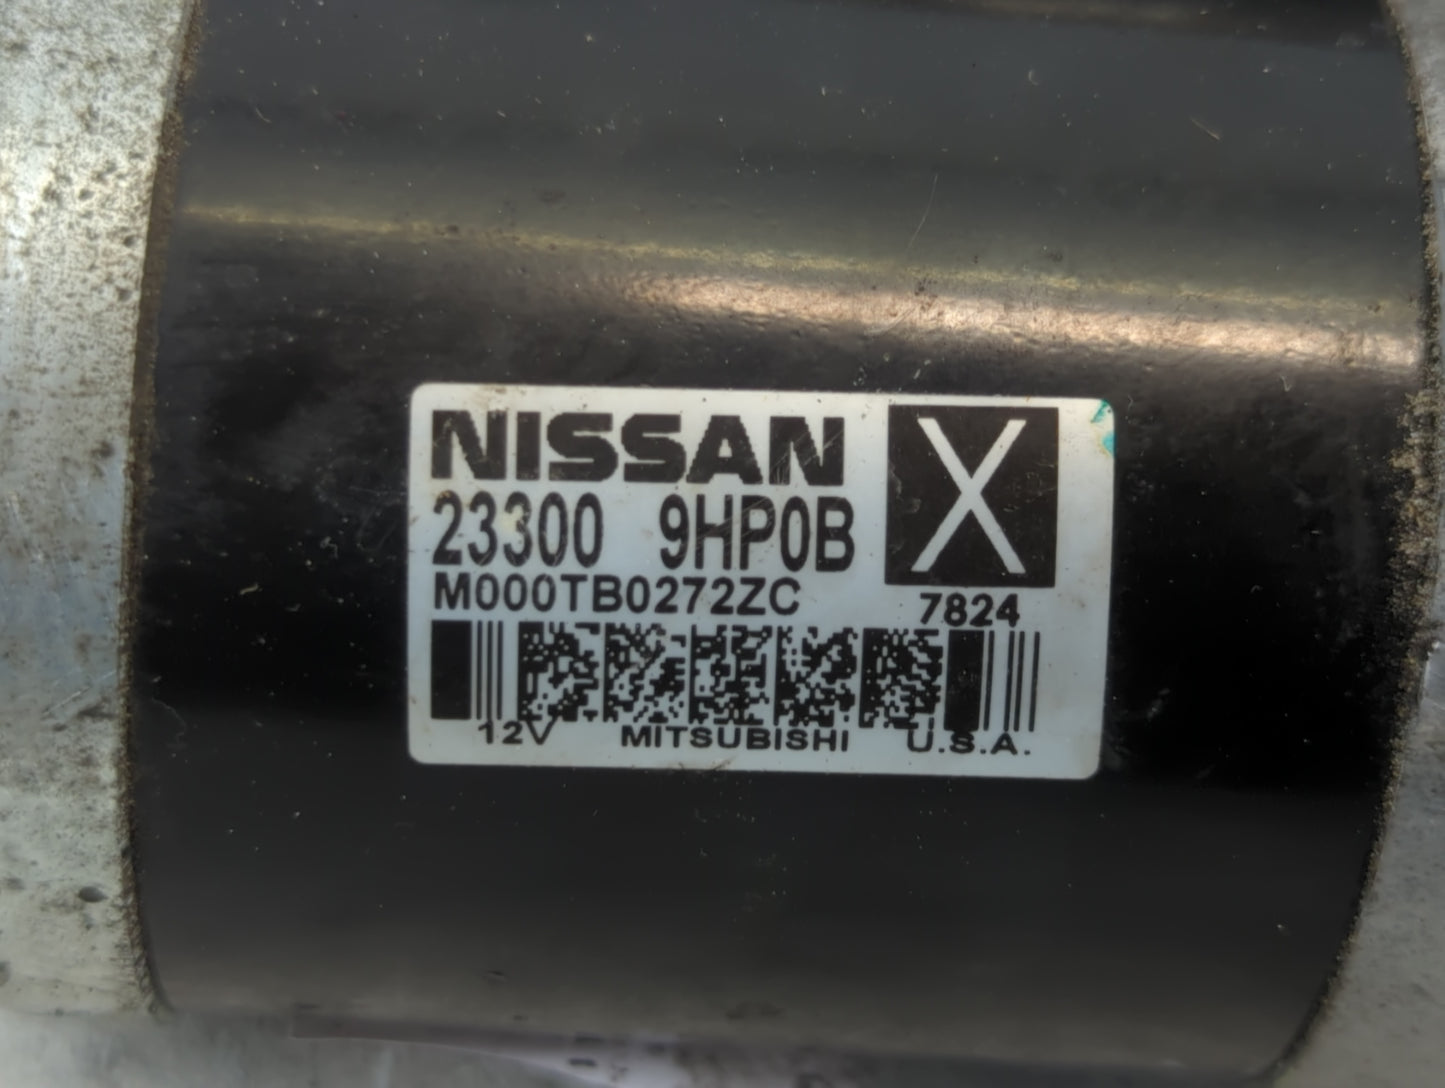 NISSAN X
23300 9HP0B
M000TB0272ZC 7824
12V MITSUBISHI U.S.A.